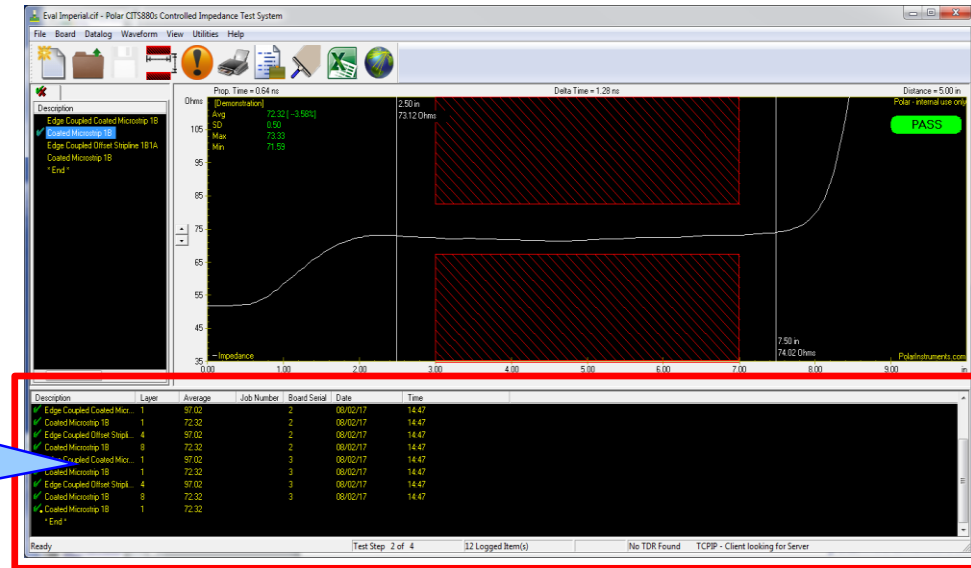 Eval Imperial.cif - Polar CITS880s Controlled Impedance Test System
File Board Datalog Waveform View Utilities Help
Prop. Time = 0.64 ns Delta Time = 1.28 ns Distance = 5.00 in
Description
Edge Coupled Coated Microstrip 1B
Coated Microstrip 1B
Edge Coupled Offset Stripline 1B1A
Coated Microstrip 1B
* End *
Ohms
[Demonstration]
Avg 72.32 [-3.58%]
SD 0.50
Max 73.33
Min 71.59
2.50 in
73.12 Ohms
Polar - internal use only
PASS
105
95
85
75
65
55
45
35
Impedance
7.50 in
74.02 Ohms
PolarInstruments.com
0.00 1.00 2.00 3.00 4.00 5.00 6.00 7.00 8.00 9.00 in
Description Layer Average Job Number Board Serial Date Time
Edge Coupled Coated Micr... 1 97.02 2 08/02/17 14:47
Coated Microstrip 1B 1 72.32 2 08/02/17 14:47
Edge Coupled Offset Stripli... 4 97.02 2 08/02/17 14:47
Coated Microstrip 1B 8 72.32 2 08/02/17 14:47
Edge Coupled Coated Micr... 1 97.02 3 08/02/17 14:47
Coated Microstrip 1B 1 72.32 3 08/02/17 14:47
Edge Coupled Offset Stripli... 4 97.02 3 08/02/17 14:47
Coated Microstrip 1B 8 72.32 3 08/02/17 14:47
Coated Microstrip 1B 1 72.32
* End *
Ready Test Step 2 of 4 12 Logged Item(s) No TDR Found TCPIP - Client looking for Server